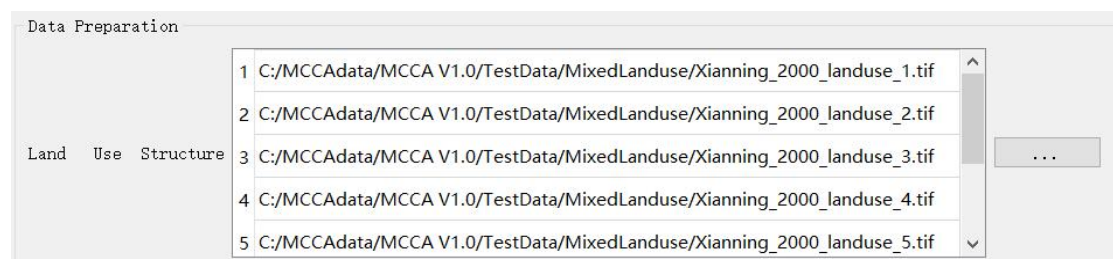 Data Preparation
1 C:/MCCAdata/MCCA V1.0/TestData/MixedLanduse/Xianning_2000_landuse_1.tif
2 C:/MCCAdata/MCCA V1.0/TestData/MixedLanduse/Xianning_2000_landuse_2.tif
Land Use Structure 3 C:/MCCAdata/MCCA V1.0/TestData/MixedLanduse/Xianning_2000_landuse_3.tif ...
4 C:/MCCAdata/MCCA V1.0/TestData/MixedLanduse/Xianning_2000_landuse_4.tif
5 C:/MCCAdata/MCCA V1.0/TestData/MixedLanduse/Xianning_2000_landuse_5.tif